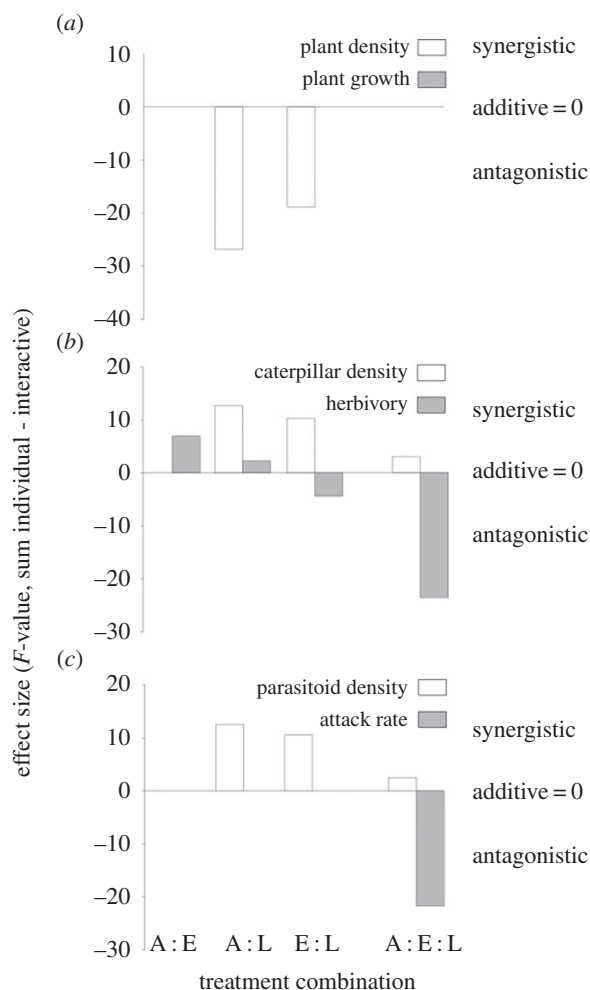 (a)
10
0
–10
–20
–30
–40
plant density
plant growth
synergistic
additive = 0
antagonistic
(b)
20
10
0
–10
–20
–30
caterpillar density
herbivory
synergistic
additive = 0
antagonistic
(c)
20
10
0
–10
–20
–30
parasitoid density
attack rate
synergistic
additive = 0
antagonistic
effect size (F-value, sum individual - interactive)
A : E A : L E : L A : E : L
treatment combination